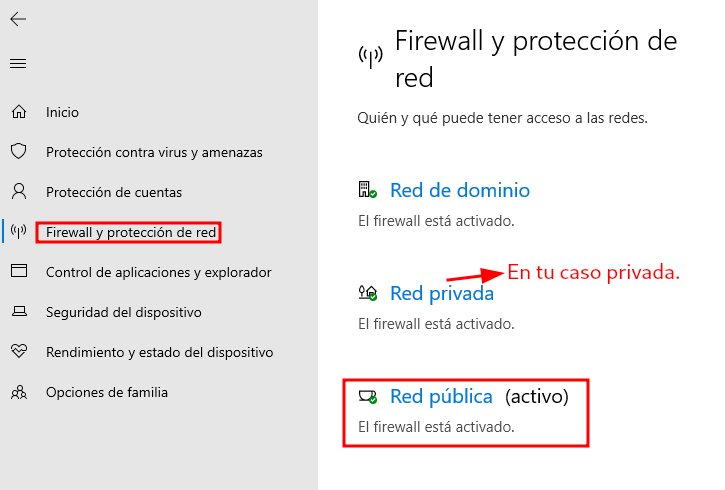 Inicio
Protección contra virus y amenazas
Protección de cuentas
Firewall y protección de red
Control de aplicaciones y explorador
Seguridad del dispositivo
Rendimiento y estado del dispositivo
Opciones de familia
Firewall y protección de
red
Quién y qué puede tener acceso a las redes.
Red de dominio
El firewall está activado.
En tu caso privada.
Red privada
El firewall está activado.
Red pública (activo)
El firewall está activado.